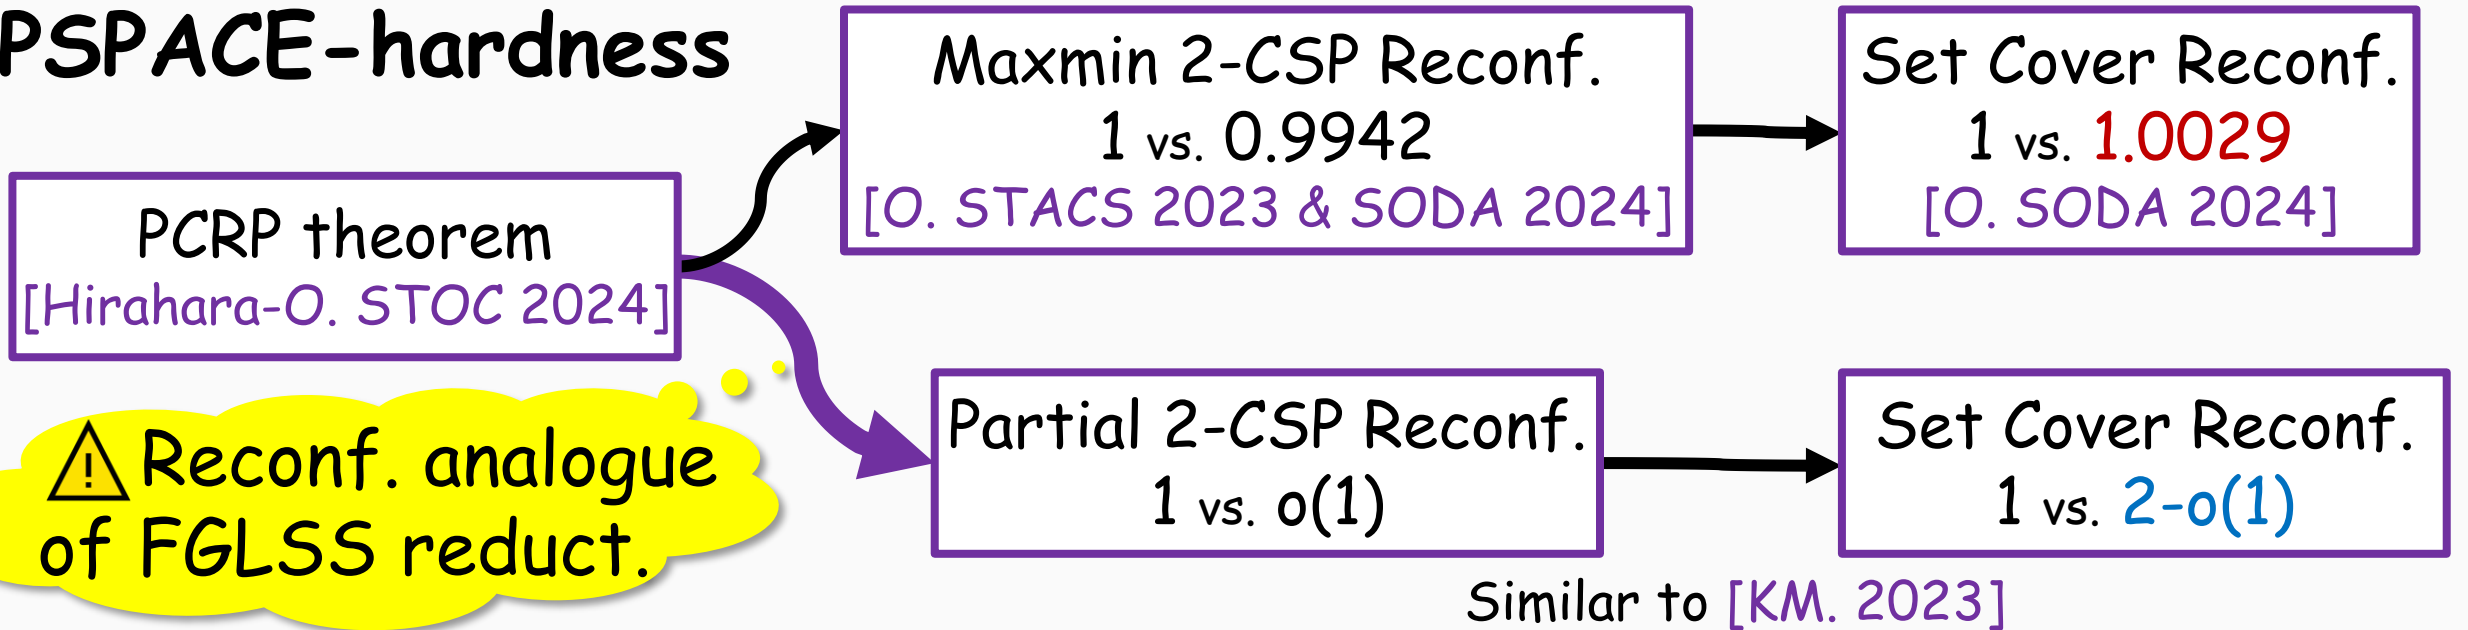 PSPACE-hardness
PCRP theorem
[Hirahara-O. STOC 2024]
Maxmin 2-CSP Reconf.
1 vs. 0.9942
[O. STACS 2023 & SODA 2024]
Set Cover Reconf.
1 vs. 1.0029
[O. SODA 2024]
Reconf. analogue
of FGLSS reduct.
Partial 2-CSP Reconf.
1 vs. o(1)
Set Cover Reconf.
1 vs. 2-o(1)
Similar to [KM. 2023]